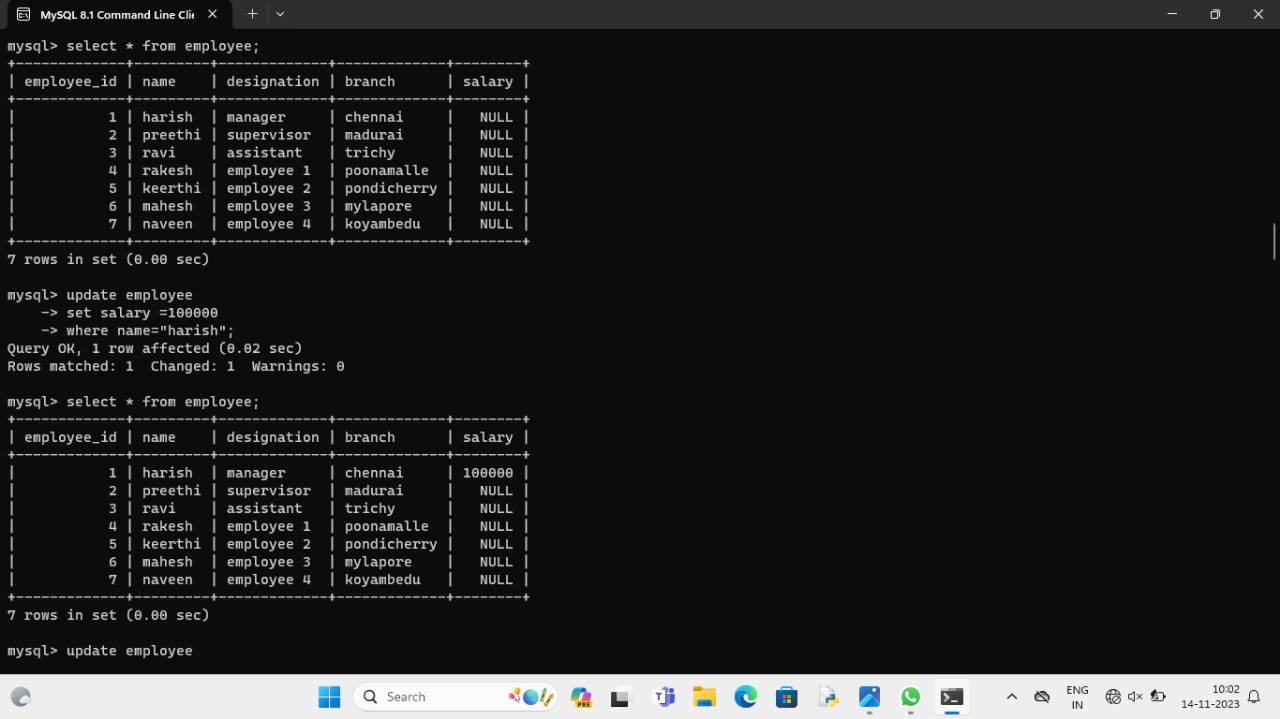 MySQL 8.1 Command Line Clie
mysql> select * from employee;
+-------------+---------+-------------+-------------+--------+
| employee_id | name    | designation | branch      | salary |
+-------------+---------+-------------+-------------+--------+
|           1 | harish  | manager     | chennai     |   NULL |
|           2 | preethi | supervisor  | madurai     |   NULL |
|           3 | ravi    | assistant   | trichy      |   NULL |
|           4 | rakesh  | employee 1  | poonamalle  |   NULL |
|           5 | keerthi | employee 2  | pondicherry |   NULL |
|           6 | mahesh  | employee 3  | mylapore    |   NULL |
|           7 | naveen  | employee 4  | koyambedu   |   NULL |
+-------------+---------+-------------+-------------+--------+
7 rows in set (0.00 sec)
mysql> update employee
    -> set salary =100000
    -> where name="harish";
Query OK, 1 row affected (0.02 sec)
Rows matched: 1  Changed: 1  Warnings: 0
mysql> select * from employee;
+-------------+---------+-------------+-------------+--------+
| employee_id | name    | designation | branch      | salary |
+-------------+---------+-------------+-------------+--------+
|           1 | harish  | manager     | chennai     | 100000 |
|           2 | preethi | supervisor  | madurai     |   NULL |
|           3 | ravi    | assistant   | trichy      |   NULL |
|           4 | rakesh  | employee 1  | poonamalle  |   NULL |
|           5 | keerthi | employee 2  | pondicherry |   NULL |
|           6 | mahesh  | employee 3  | mylapore    |   NULL |
|           7 | naveen  | employee 4  | koyambedu   |   NULL |
+-------------+---------+-------------+-------------+--------+
7 rows in set (0.00 sec)
mysql> update employee
Search
PRE
ENG
IN
10:02
14-11-2023